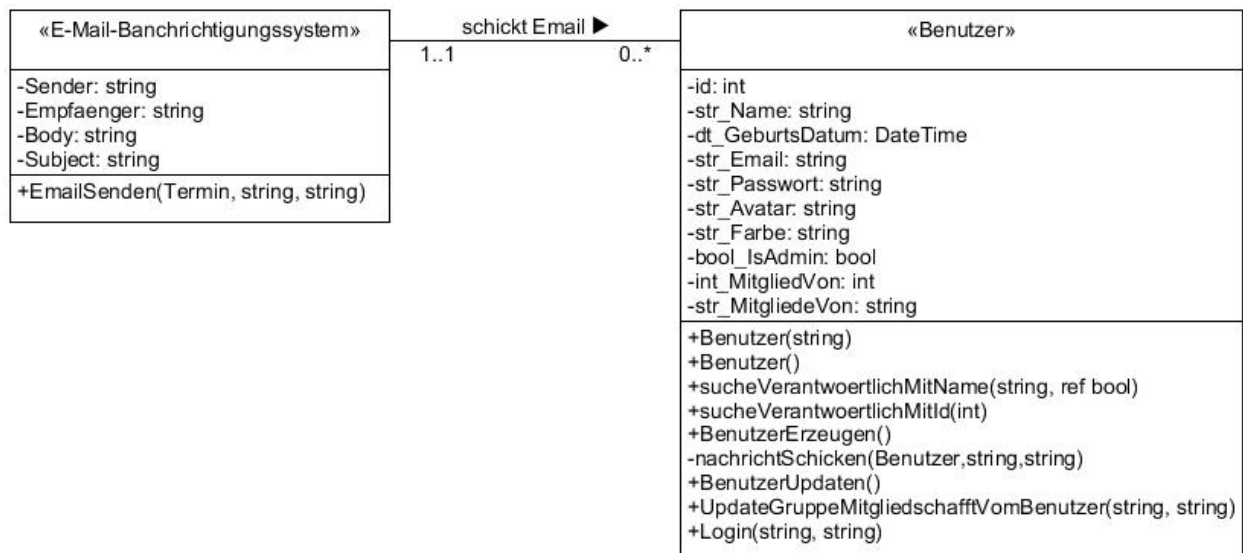 «E-Mail-Banchrichtigungssystem»
-Sender: string
-Empfaenger: string
-Body: string
-Subject: string
+EmailSenden(Termin, string, string)
schickt Email ▶
1..1
0..*
«Benutzer»
-id: int
-str_Name: string
-dt_GeburtsDatum: DateTime
-str_Email: string
-str_Passwort: string
-str_Avatar: string
-str_Farbe: string
-bool_IsAdmin: bool
-int_MitgliedVon: int
-str_MitgliedeVon: string
+Benutzer(string)
+Benutzer()
+sucheVerantwoertlichMitName(string, ref bool)
+sucheVerantwoertlichMitId(int)
+BenutzerErzeugen()
-nachrichtSchicken(Benutzer,string,string)
+BenutzerUpdaten()
+UpdateGruppeMitgliedschafftVomBenutzer(string, string)
+Login(string, string)